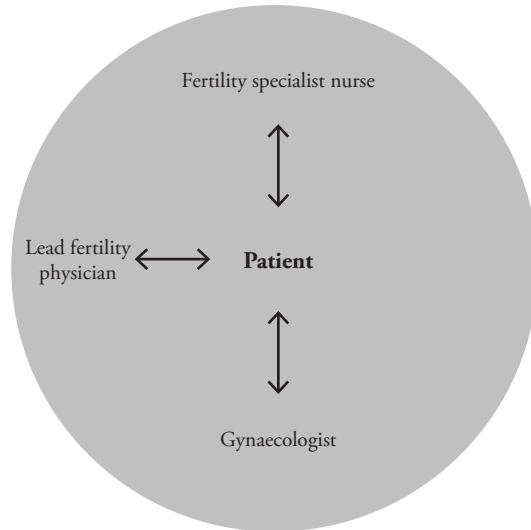 Fertility specialist nurse
Lead fertility
physician
Patient
Gynaecologist